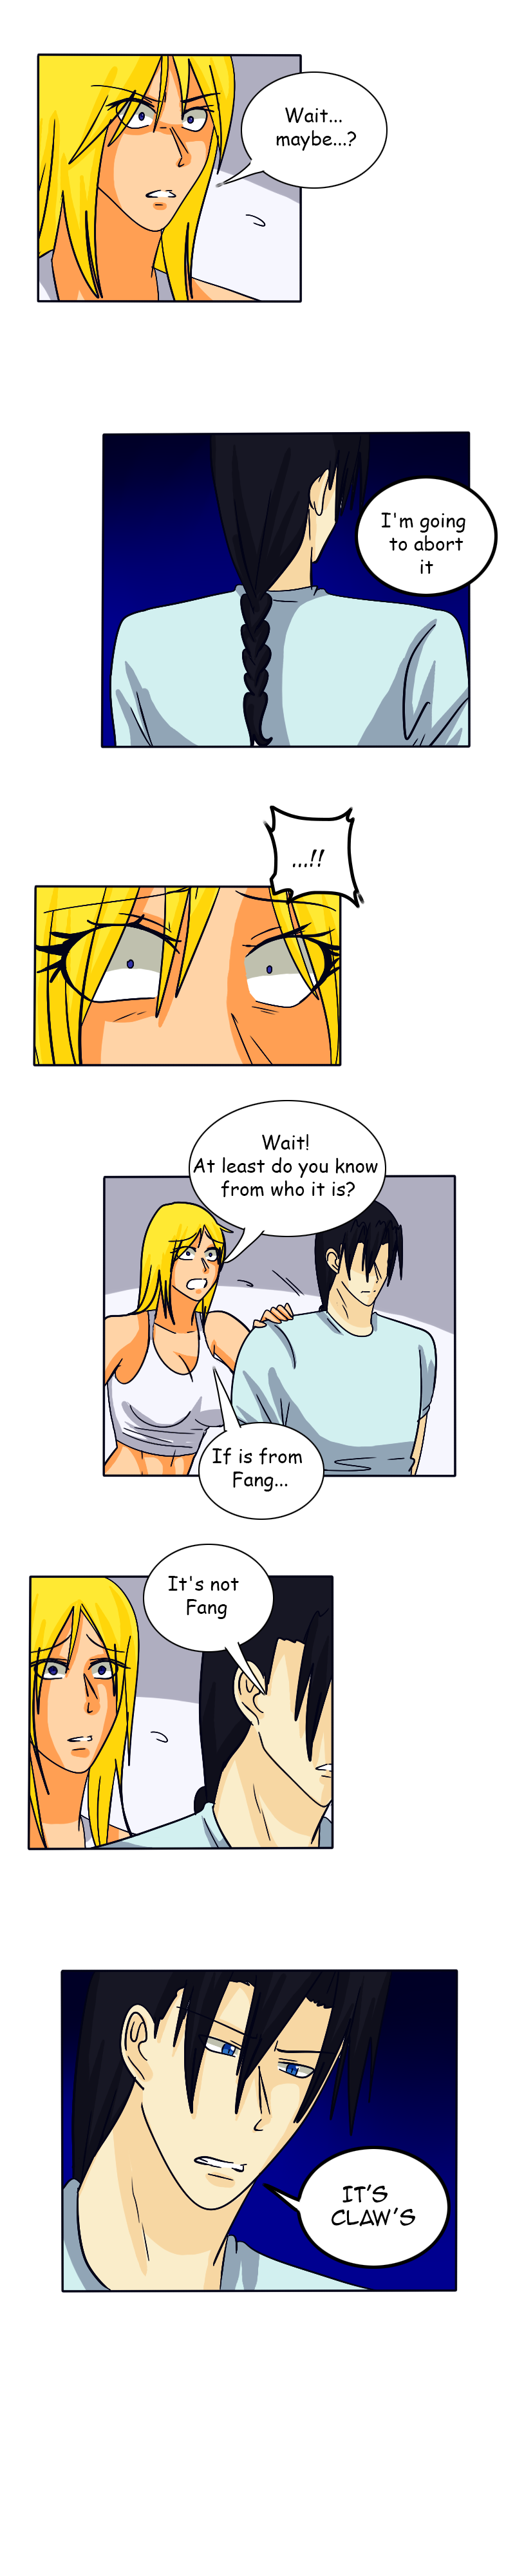 Wait...
maybe...?
I'm going
to abort
it
...!!
Wait!
At least do you know
from who it is?
If is from
Fang...
It's not
Fang
IT'S
CLAW'S